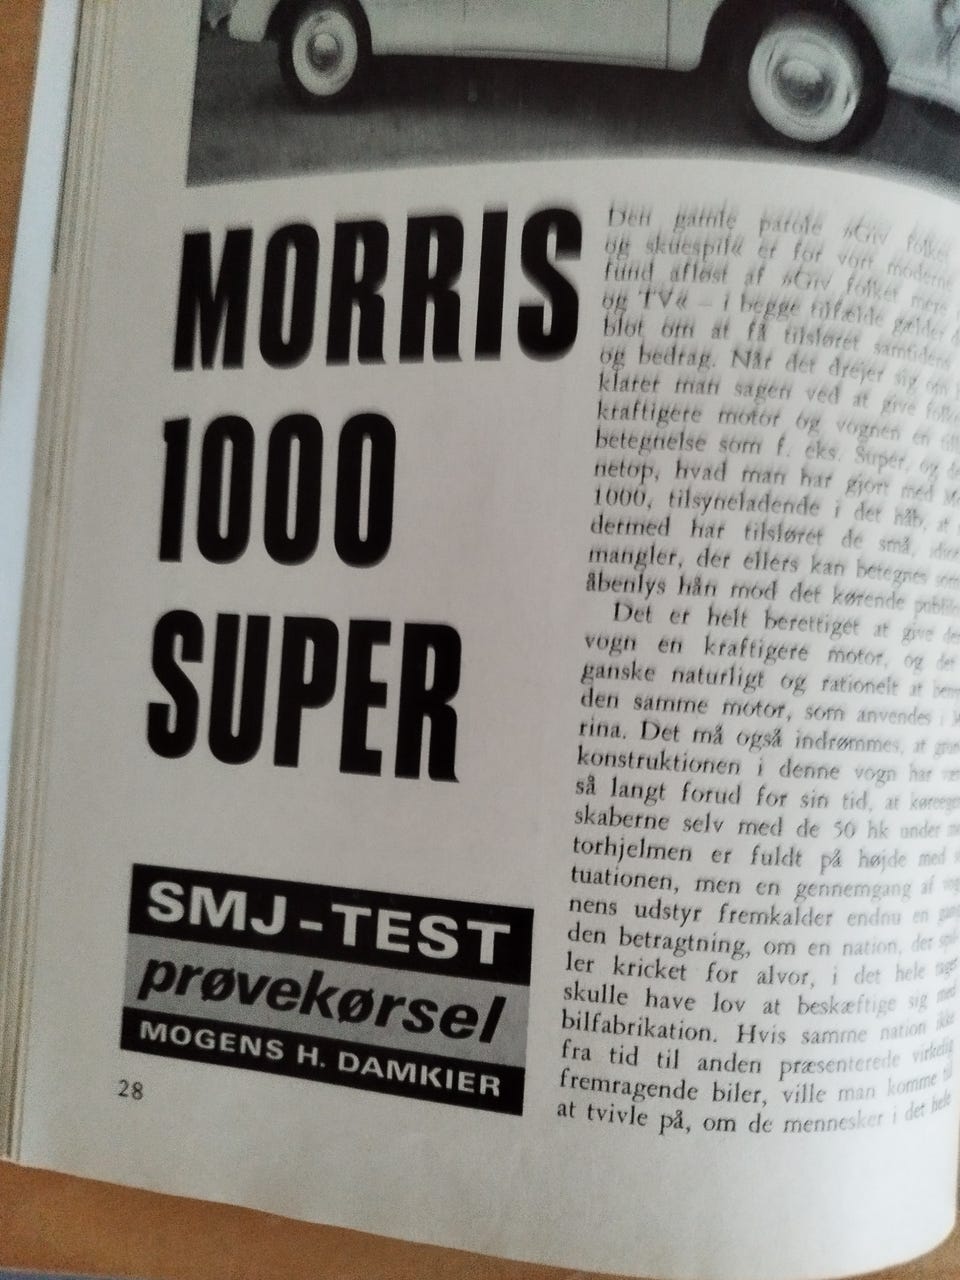 MORRIS
1000
SUPER
SMJ-TEST
prøvekørsel
MOGENS H. DAMKIER
28
Den gamle parole »Giv folket
og skuespil« er for vort moderne
fund afløst af »Giv folket mere
og TV« – i begge tilfælde gælder
blot om at få tilsløret samtidens
og bedrag. Når det drejer sig om
klarer man sagen ved at give folket
kraftigere motor og vognen en
betegnelse som f. eks. Super, og
netop, hvad man har gjort med
1000, tilsyneladende i det håb, at
dermed har tilsløret de små,
mangler, der ellers kan betegnes som
åbenlys hån mod det kørende
Det er helt berettiget at give
vogn en kraftigere motor, og det
ganske naturligt og rationelt at
den samme motor, som anvendes i
rina. Det må også indrømmes, at
konstruktionen i denne vogn har
så langt forud for sin tid, at
skaberne selv med de 50 hk under
torhjelmen er fuldt på højde med
tuationen, men en gennemgang af
nens udstyr fremkalder endnu en gang
den betragtning, om en nation, der
ler kricket for alvor, i det hele taget
skulle have lov at beskæftige sig med
bilfabrikation. Hvis samme nation ikke
fra tid til anden præsenterede virkelig
fremragende biler, ville man komme til
at tvivle på, om de mennesker i det hele